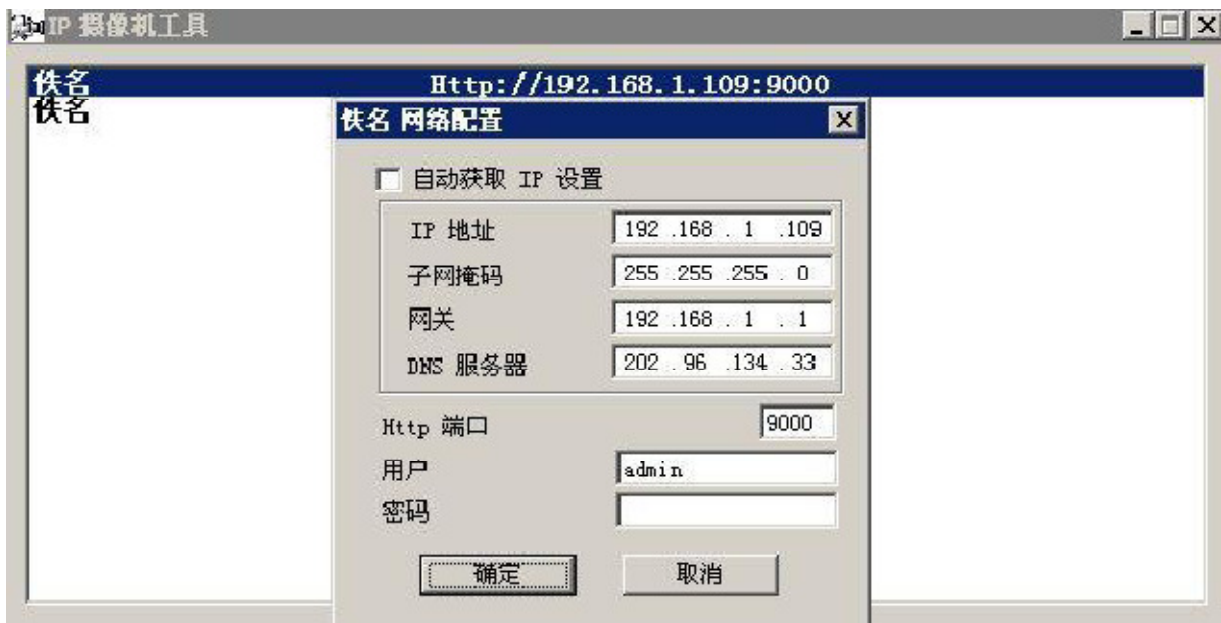 IP 摄像机工具
佚名 Http://192.168.1.109:9000
佚名
佚名 网络配置
自动获取 IP 设置
IP 地址 192 .168 . 1 .109
子网掩码 255 .255 .255 . 0
网关 192 .168 . 1 . 1
DNS 服务器 202 . 96 .134 . 33
Http 端口 9000
用户 admin
密码
确定 取消